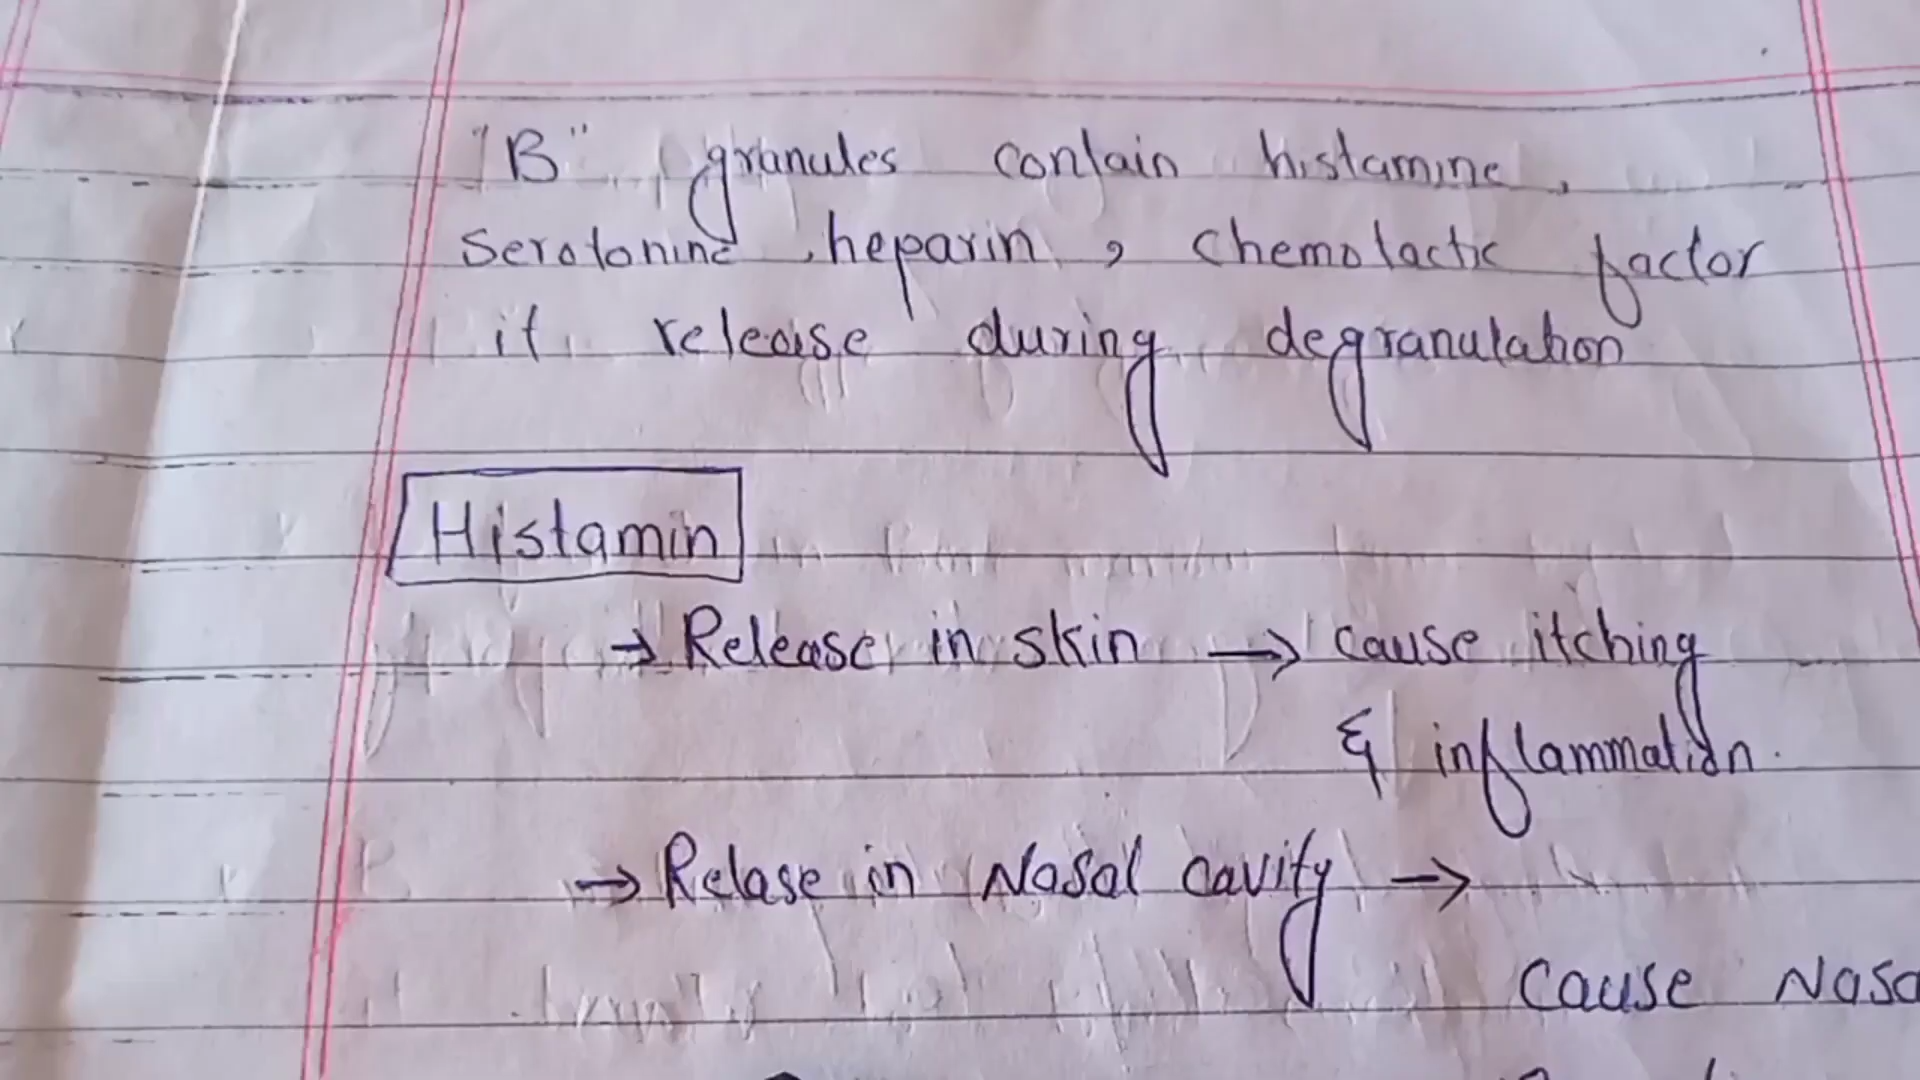 "B" granules contain histamine,
Serotonine, heparin, Chemotactic factor
it release during degranulation
Histamin
→ Release in skin → cause itching
& inflammation.
→ Relase in Nasal cavity →
Cause